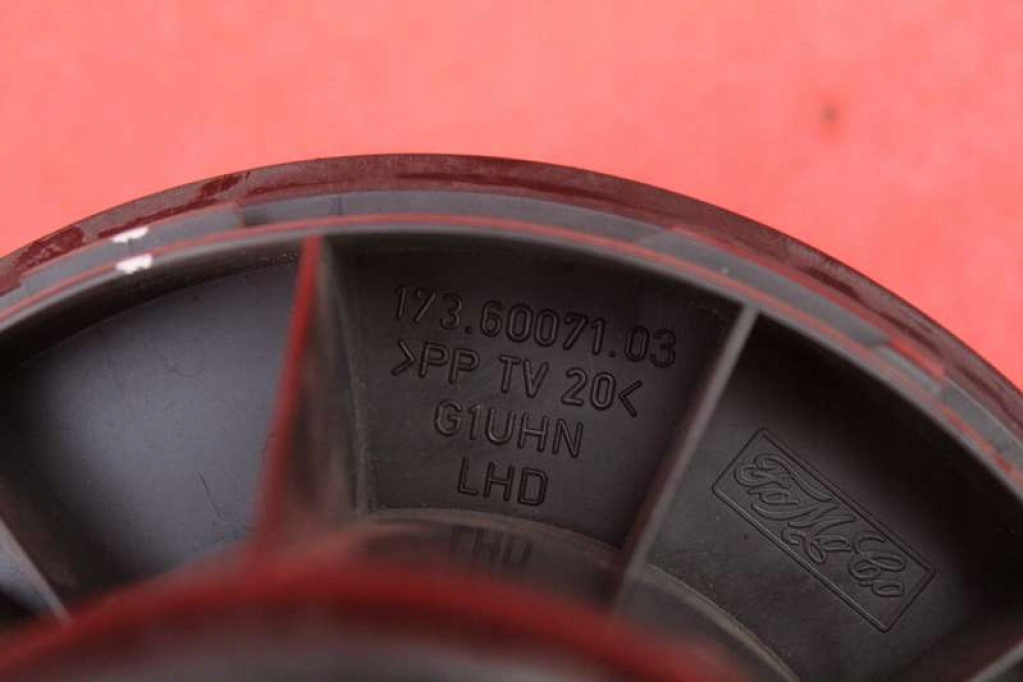 173.60071.03
>PP TV 20<
G1UHN
LHD
FoMoCo